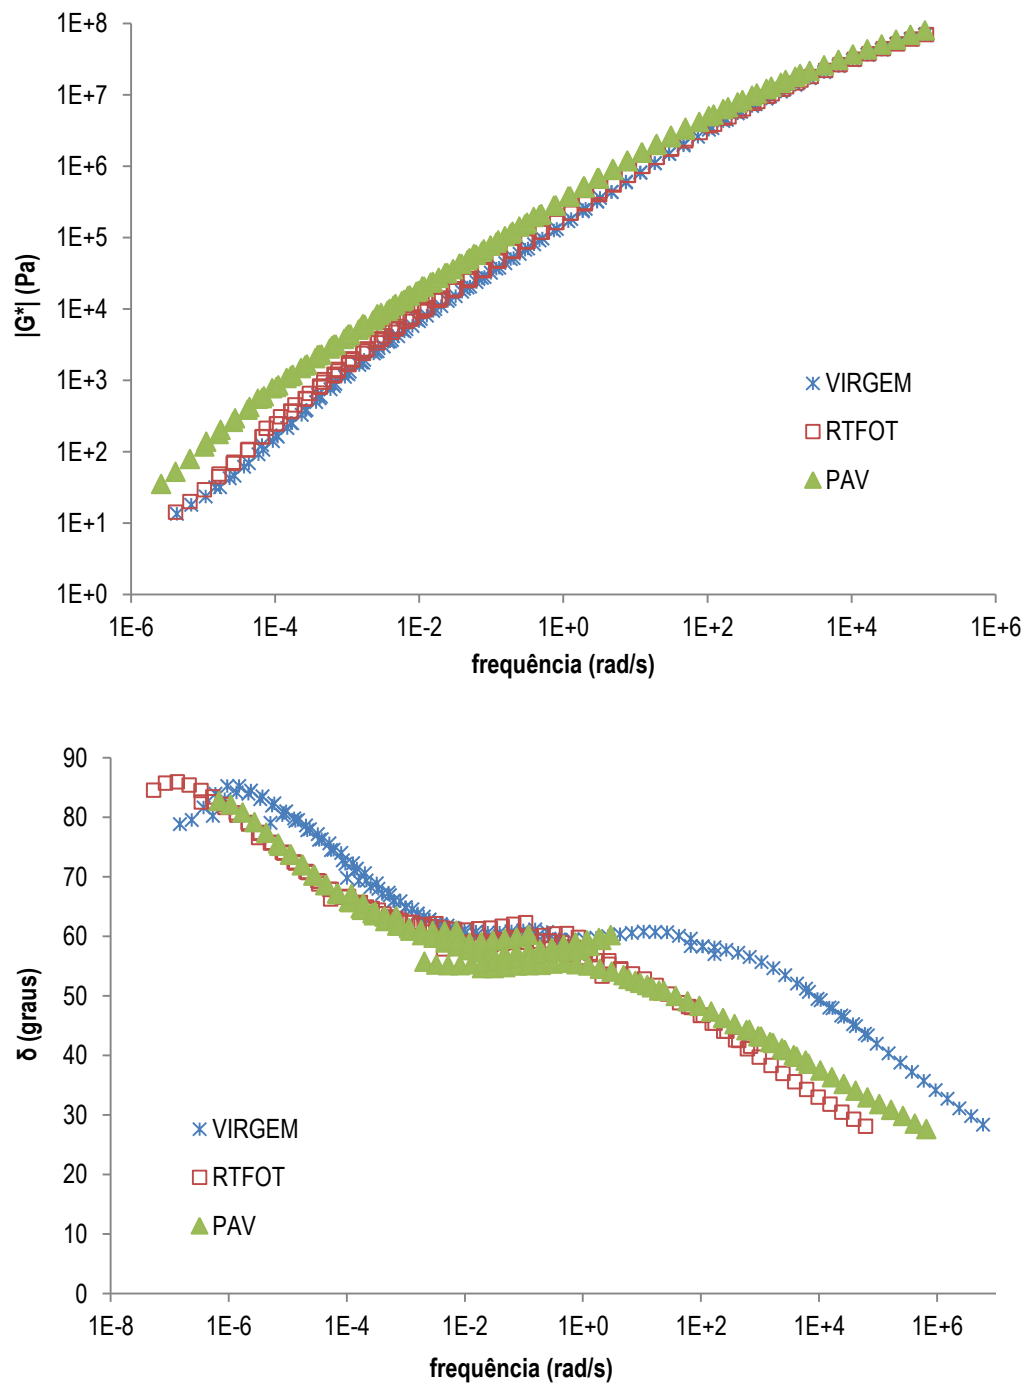 1E+8
1E+7
1E+6
1E+5
1E+4
1E+3
1E+2
1E+1
1E+0
|G*| (Pa)
VIRGEM
RTFOT
PAV
1E-6
1E-4
1E-2
1E+0
1E+2
1E+4
1E+6
frequência (rad/s)
90
80
70
60
50
40
30
20
10
0
δ (graus)
VIRGEM
RTFOT
PAV
1E-8
1E-6
1E-4
1E-2
1E+0
1E+2
1E+4
1E+6
frequência (rad/s)